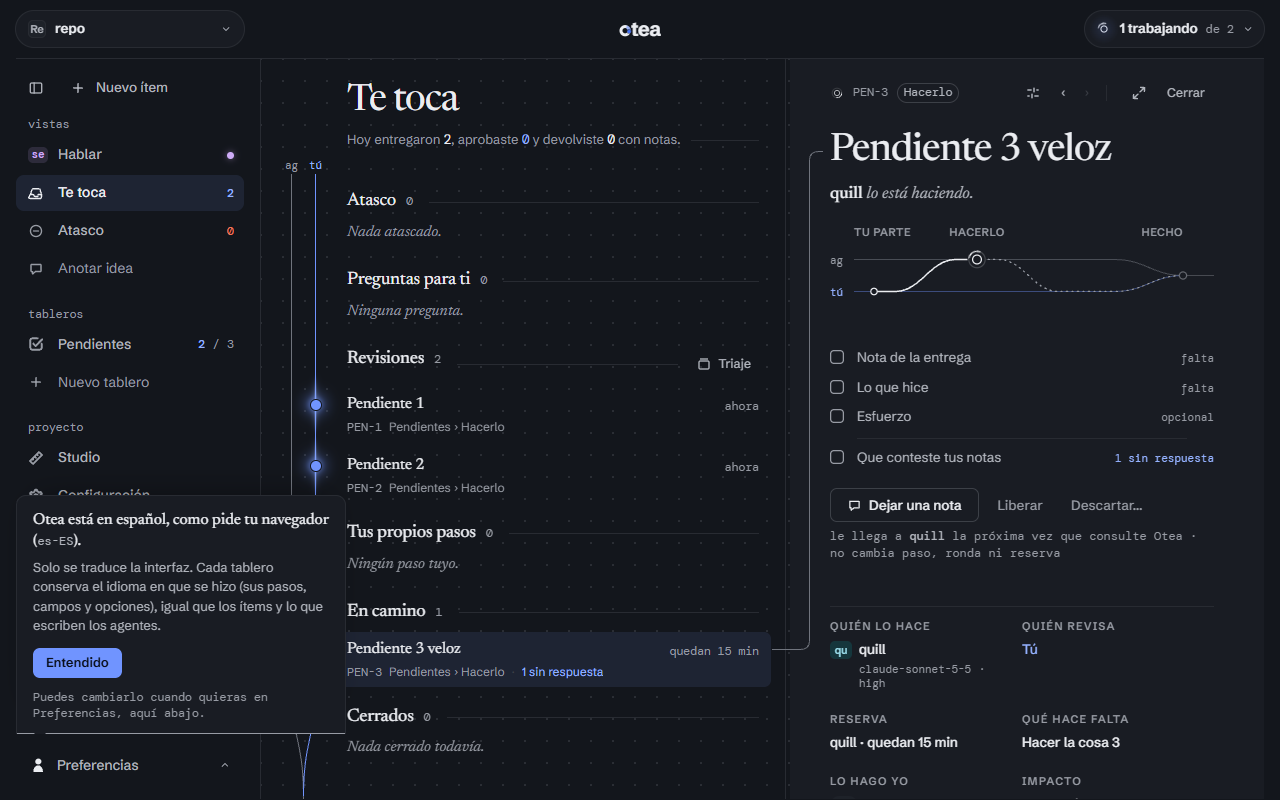 Re repo
otea
1 trabajando de 2
Nuevo ítem
vistas
se Hablar
Te toca 2
Atasco 0
Anotar idea
tableros
Pendientes 2 / 3
Nuevo tablero
proyecto
Studio
Configuración
Otea está en español, como pide tu navegador
(es-ES).
Solo se traduce la interfaz. Cada tablero
conserva el idioma en que se hizo (sus pasos,
campos y opciones), igual que los ítems y lo que
escriben los agentes.
Entendido
Puedes cambiarlo cuando quieras en
Preferencias, aquí abajo.
Preferencias
Te toca
Hoy entregaron 2, aprobaste 0 y devolviste 0 con notas.
ag tú
Atasco 0
Nada atascado.
Preguntas para ti 0
Ninguna pregunta.
Revisiones 2
Triaje
Pendiente 1
ahora
PEN-1 Pendientes › Hacerlo
Pendiente 2
ahora
PEN-2 Pendientes › Hacerlo
Tus propios pasos 0
Ningún paso tuyo.
En camino 1
Pendiente 3 veloz
quedan 15 min
PEN-3 Pendientes › Hacerlo · 1 sin respuesta
Cerrados 0
Nada cerrado todavía.
PEN-3 Hacerlo
Cerrar
Pendiente 3 veloz
quill lo está haciendo.
TU PARTE HACERLO HECHO
ag
tú
Nota de la entrega falta
Lo que hice falta
Esfuerzo opcional
Que conteste tus notas 1 sin respuesta
Dejar una nota Liberar Descartar…
le llega a quill la próxima vez que consulte Otea ·
no cambia paso, ronda ni reserva
QUIÉN LO HACE QUIÉN REVISA
qu quill Tú
claude-sonnet-5-5 ·
high
RESERVA QUÉ HACE FALTA
quill · quedan 15 min Hacer la cosa 3
LO HAGO YO IMPACTO